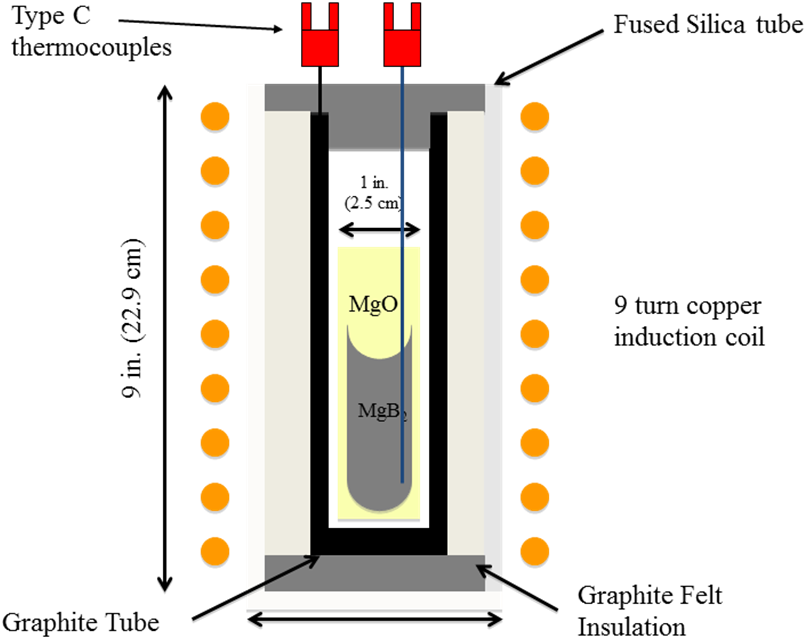 Type C
thermocouples
Fused Silica tube
1 in.
(2.5 cm)
9 in. (22.9 cm)
MgO
9 turn copper
induction coil
MgB₂
Graphite Tube
Graphite Felt
Insulation